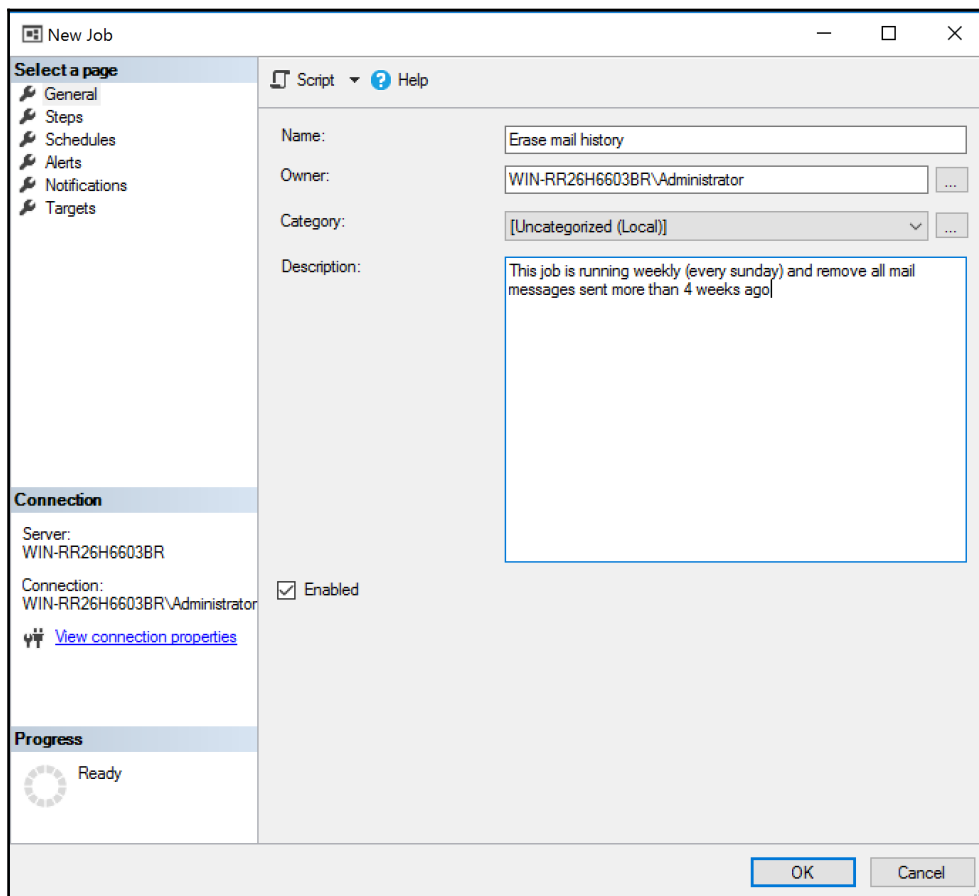 New Job
Select a page
General
Steps
Schedules
Alerts
Notifications
Targets
Script
Help
Name:
Erase mail history
Owner:
WIN-RR26H6603BR\Administrator
...
Category:
[Uncategorized (Local)]
...
Description:
This job is running weekly (every sunday) and remove all mail
messages sent more than 4 weeks ago
Enabled
Connection
Server:
WIN-RR26H6603BR
Connection:
WIN-RR26H6603BR\Administrator
View connection properties
Progress
Ready
OK
Cancel